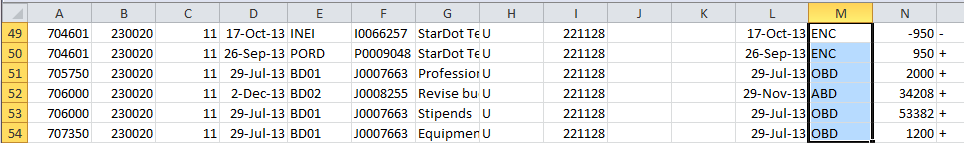 A B C D E F G H I J K L M N
49 704601 230020 11 17-Oct-13 INEI I0066257 StarDot Te U 221128 17-Oct-13 ENC -950 -
50 704601 230020 11 26-Sep-13 PORD P0009048 StarDot Te U 221128 26-Sep-13 ENC 950 +
51 705750 230020 11 29-Jul-13 BD01 J0007663 Profession U 221128 29-Jul-13 OBD 2000 +
52 706000 230020 11 2-Dec-13 BD02 J0008255 Revise bu U 221128 29-Nov-13 ABD 34208 +
53 706000 230020 11 29-Jul-13 BD01 J0007663 Stipends U 221128 29-Jul-13 OBD 53382 +
54 707350 230020 11 29-Jul-13 BD01 J0007663 Equipmen U 221128 29-Jul-13 OBD 1200 +